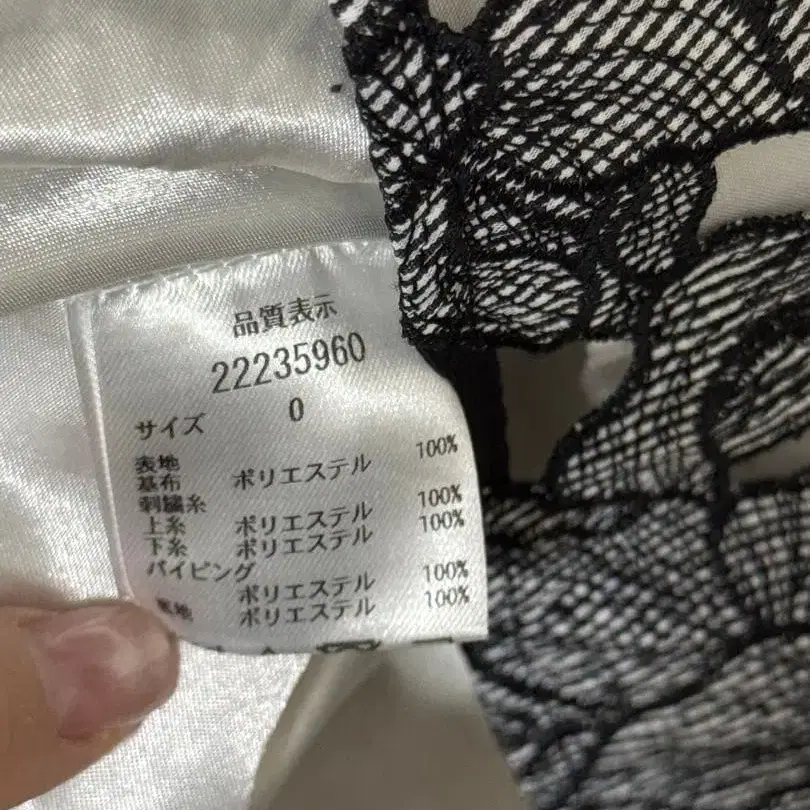 品質表示
22235960
サイズ 0
表地
基布 ポリエステル 100%
刺繍糸
上糸 ポリエステル 100%
下糸 ポリエステル 100%
パイピング
ポリエステル 100%
裏地 ポリエステル 100%